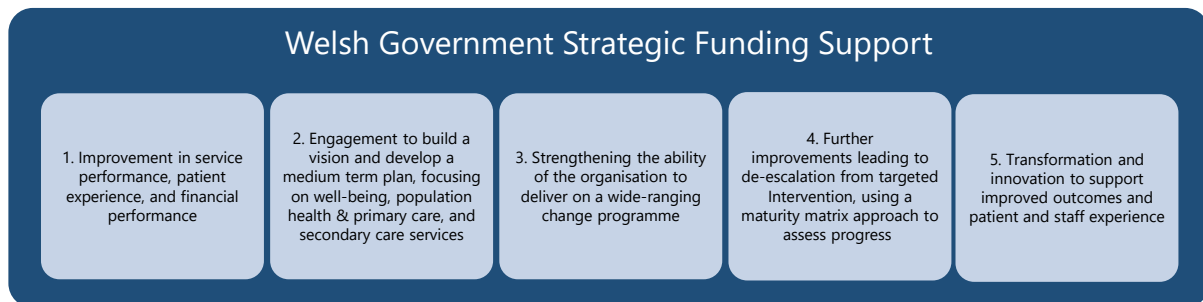 Welsh Government Strategic Funding Support
1. Improvement in service
performance, patient
experience, and financial
performance
2. Engagement to build a
vision and develop a
medium term plan, focusing
on well-being, population
health & primary care, and
secondary care services
3. Strengthening the ability
of the organisation to
deliver on a wide-ranging
change programme
4. Further
improvements leading to
de-escalation from targeted
Intervention, using a
maturity matrix approach to
assess progress
5. Transformation and
innovation to support
improved outcomes and
patient and staff experience